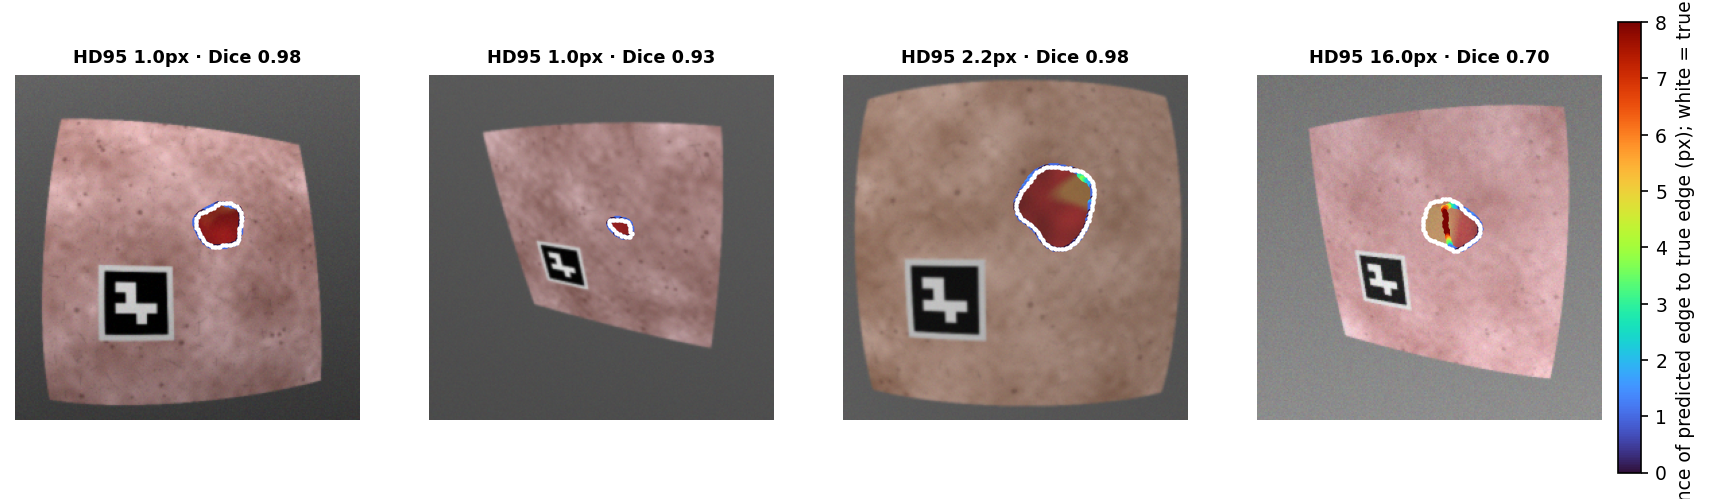 HD95 1.0px · Dice 0.98
HD95 1.0px · Dice 0.93
HD95 2.2px · Dice 0.98
HD95 16.0px · Dice 0.70
8
7
6
5
4
3
2
1
0
of predicted edge to true edge (px); white = true